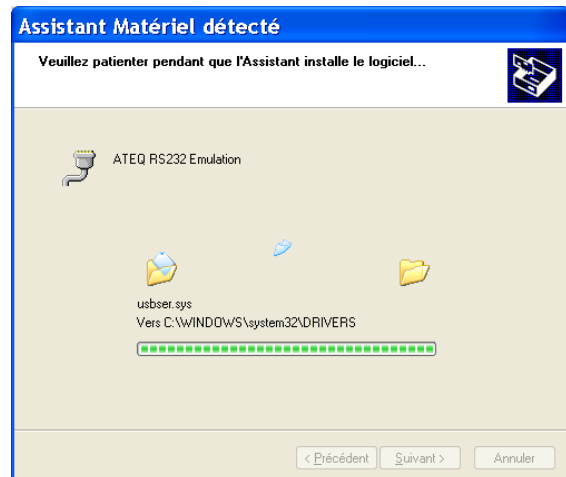 Assistant Matériel détecté
Veuillez patienter pendant que l'Assistant installe le logiciel...
ATEQ RS232 Emulation
usbser.sys
Vers C:\WINDOWS\system32\DRIVERS
< Précédent Suivant > Annuler